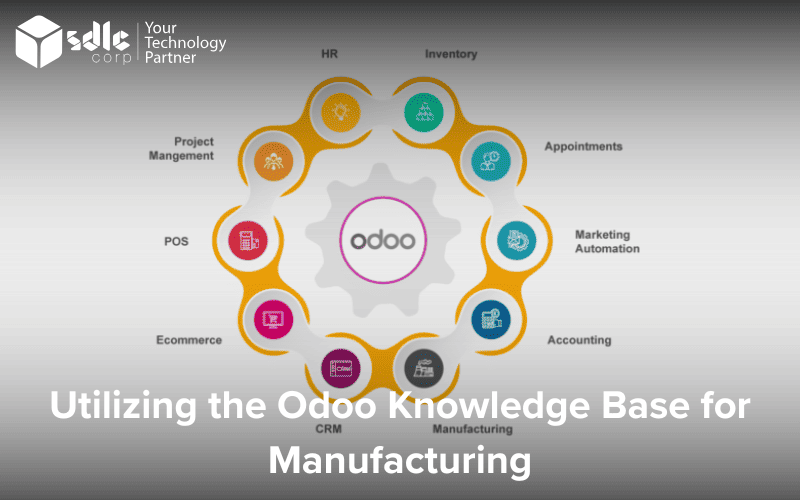 sdlc
corp
Your
Technology
Partner
HR
Inventory
Project
Mangement
Appointments
POS
odoo
Marketing
Automation
Ecommerce
Accounting
CRM
Utilizing the Odoo Knowledge Base for
CRM
Manufacturing
Manufacturing